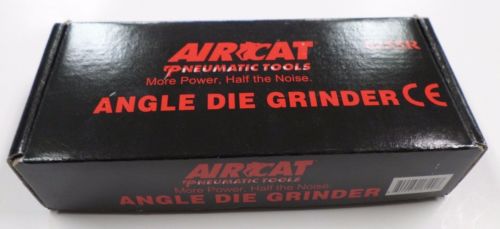 AIRCAT
PNEUMATIC TOOLS
More Power, Half the Noise.
ANGLE DIE GRINDER CE
AIRCAT
PNEUMATIC TOOLS
More Power, Half the Noise.
ANGLE DIE GRINDER